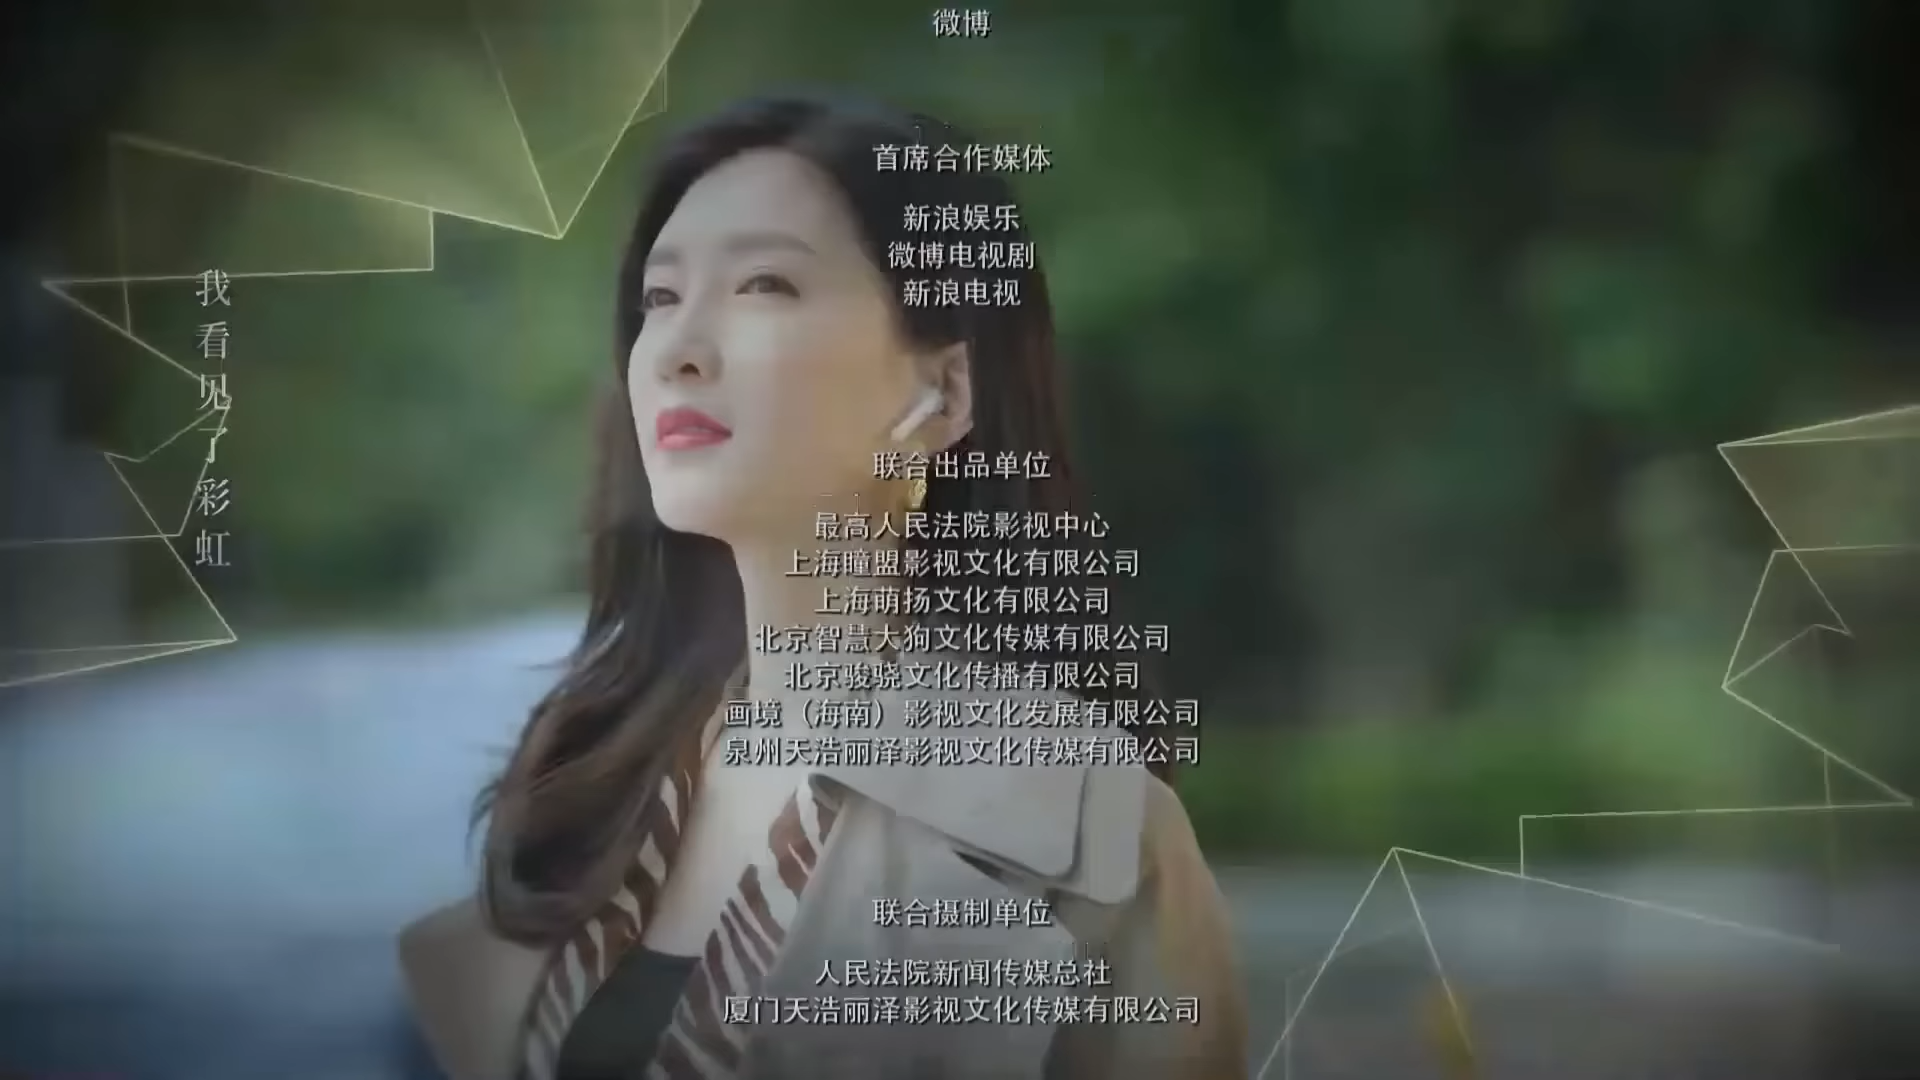 微博
首席合作媒体
新浪娱乐
微博电视剧
新浪电视
我看见了彩虹
联合出品单位
最高人民法院影视中心
上海瞳盟影视文化有限公司
上海萌扬文化有限公司
北京智慧大狗文化传媒有限公司
北京骏骁文化传播有限公司
画境（海南）影视文化发展有限公司
泉州天浩丽泽影视文化传媒有限公司
联合摄制单位
人民法院新闻传媒总社
厦门天浩丽泽影视文化传媒有限公司